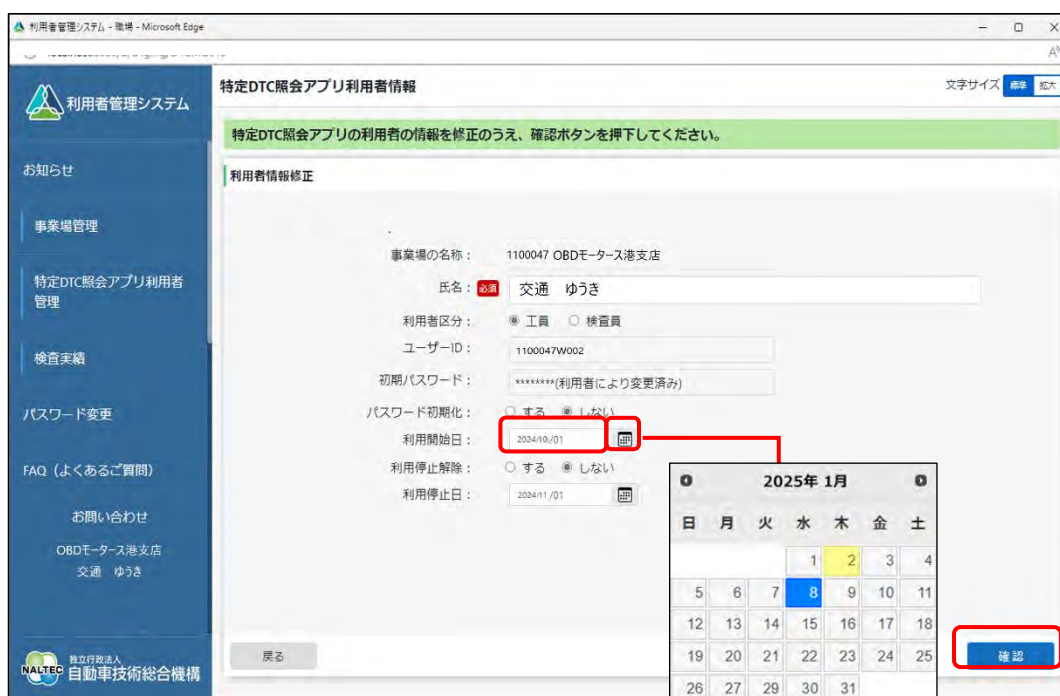 利用者管理システム - 職場 - Microsoft Edge
特定DTC照会アプリ利用者情報
文字サイズ 標準 拡大
利用者管理システム
特定DTC照会アプリの利用者の情報を修正のうえ、確認ボタンを押下してください。
お知らせ
利用者情報修正
事業場管理
特定DTC照会アプリ利用者
管理
検査実績
パスワード変更
FAQ（よくあるご質問）
お問い合わせ
OBDモータース港支店
交通　ゆうき
事業場の名称： 1100047 OBDモータース港支店
氏名： 必須 交通　ゆうき
利用者区分： 工員 検査員
ユーザーID： 1100047W002
初期パスワード： ********(利用者により変更済み)
パスワード初期化： する しない
利用開始日： 2024/10/01
利用停止解除： する しない
利用停止日： 2024/11/01
2025年 1月
日 月 火 水 木 金 土
1 2 3 4
5 6 7 8 9 10 11
12 13 14 15 16 17 18
19 20 21 22 23 24 25
26 27 29 30 31
戻る
確認
NALTEC 独立行政法人
自動車技術総合機構